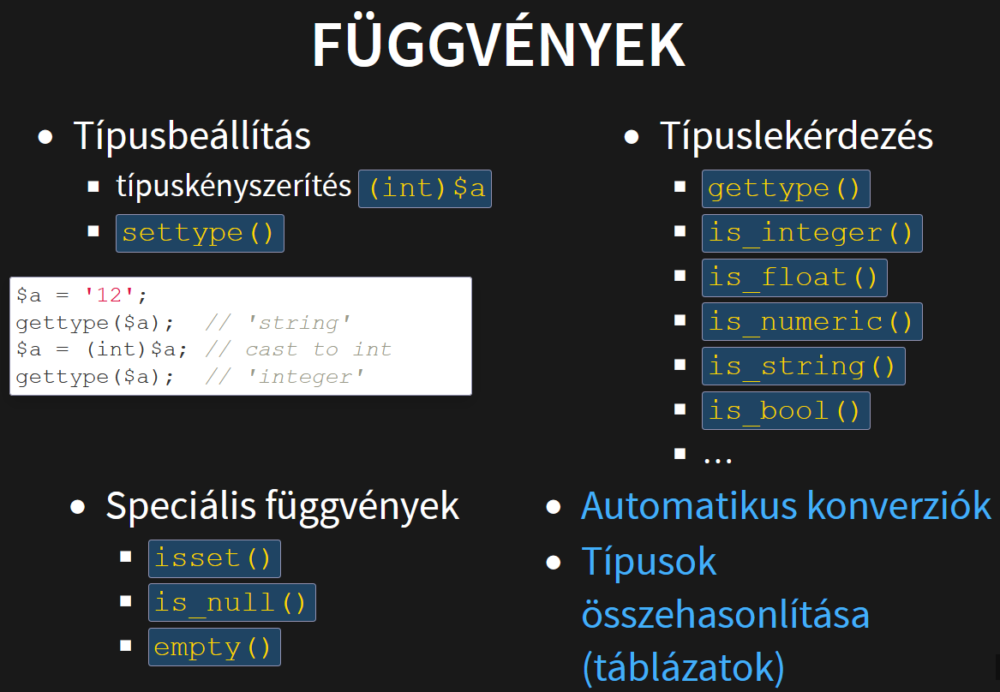 FÜGGVÉNYEK
Típusbeállítás
típuskényszerítés (int)$a
settype()
$a = '12';
gettype($a);  // 'string'
$a = (int)$a; // cast to int
gettype($a);  // 'integer'
Típuslekérdezés
gettype()
is_integer()
is_float()
is_numeric()
is_string()
is_bool()
...
Speciális függvények
isset()
is_null()
empty()
Automatikus konverziók
Típusok
összehasonlítása
(táblázatok)